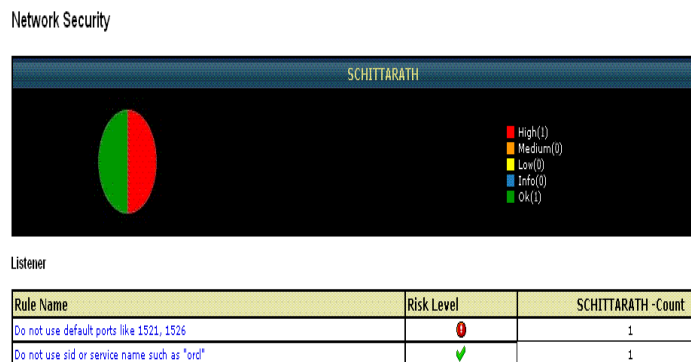 Network Security
SCHITTARATH
High(1)
Medium(0)
Low(0)
Info(0)
Ok(1)
Listener
Rule Name Risk Level SCHITTARATH -Count
Do not use default ports like 1521, 1526 1
Do not use sid or service name such as "orcl" 1